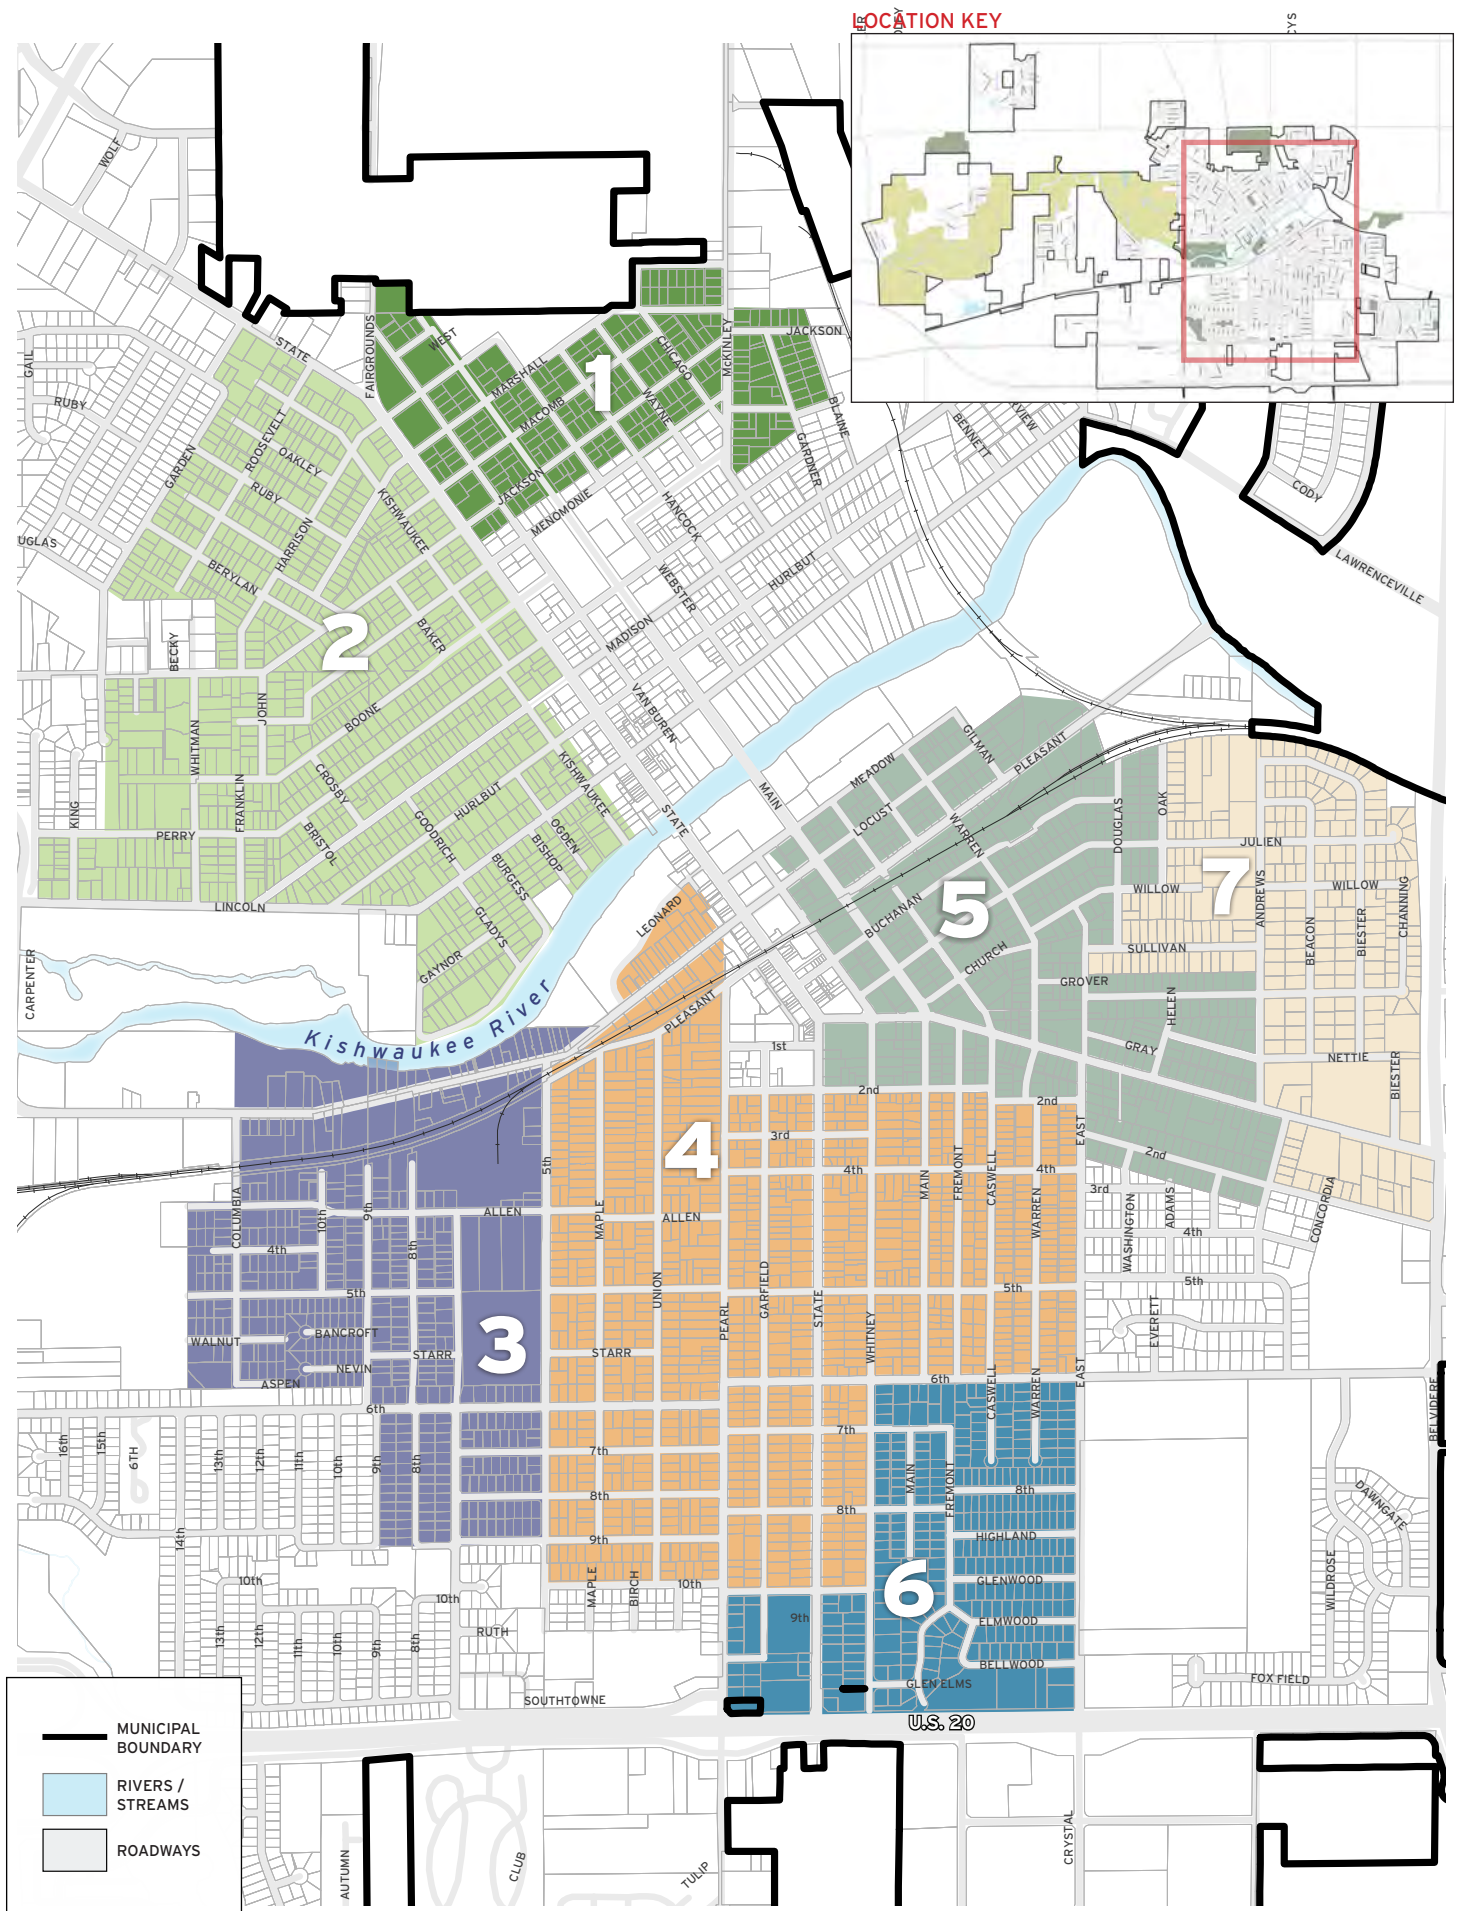 LOCATION KEY
WOLF
STATE
FAIRGROUNDS
WEST
MARSHALL
CHICAGO
McKINLEY
JACKSON
1
MACOMB
WAYNE
BLAINE
GARDNER
JACKSON
MENOMONIE
HANCOCK
WEBSTER
HURLBUT
MADISON
VAN BUREN
BENNETT
CODY
LAWRENCEVILLE
GAIL
RUBY
GARDEN
ROOSEVELT
OAKLEY
RUBY
KISHWAUKEE
HARRISON
BERYLAN
UGLAS
2
BAKER
BECKY
JOHN
WHITMAN
BOONE
KING
FRANKLIN
CROSBY
PERRY
BRISTOL
GOODRICH
HURLBUT
KISHWAUKEE
OGDEN
BISHOP
BURGESS
LINCOLN
GLADYS
GAYNOR
CARPENTER
Kishwaukee River
STATE
MAIN
MEADOW
GILMAN
PLEASANT
LOCUST
WARREN
DOUGLAS
OAK
JULIEN
7
5
WILLOW
WILLOW
ANDREWS
BEACON
BIESTER
CHANNING
BUCHANAN
CHURCH
SULLIVAN
GROVER
HELEN
GRAY
NETTIE
BIESTER
LEONARD
PLEASANT
1st
2nd
2nd
2nd
EAST
3rd
4th
4th
4
5th
MAPLE
ALLEN
ALLEN
UNION
PEARL
GARFIELD
STATE
WHITNEY
MAIN
FREMONT
CASWELL
WARREN
3rd
WASHINGTON
ADAMS
4th
5th
5th
CONCORDIA
EVERETT
COLUMBIA
10th
9th
8th
4th
5th
WALNUT
BANCROFT
NEVIN
STARR
ASPEN
3
STARR
6th
6th
CASWELL
WARREN
EAST
BELVIDERE
16th
15th
6TH
13th
12th
11th
10th
9th
8th
7th
7th
8th
8th
9th
MAIN
FREMONT
8th
HIGHLAND
GLENWOOD
ELMWOOD
BELLWOOD
GLEN ELMS
6
9th
14th
10th
10th
13th
12th
11th
10th
9th
8th
RUTH
MAPLE
BIRCH
10th
SOUTHTOWNE
U.S. 20
DAWNGATE
WILDROSE
FOX FIELD
AUTUMN
CLUB
TULIP
CRYSTAL
MUNICIPAL
BOUNDARY
RIVERS /
STREAMS
ROADWAYS